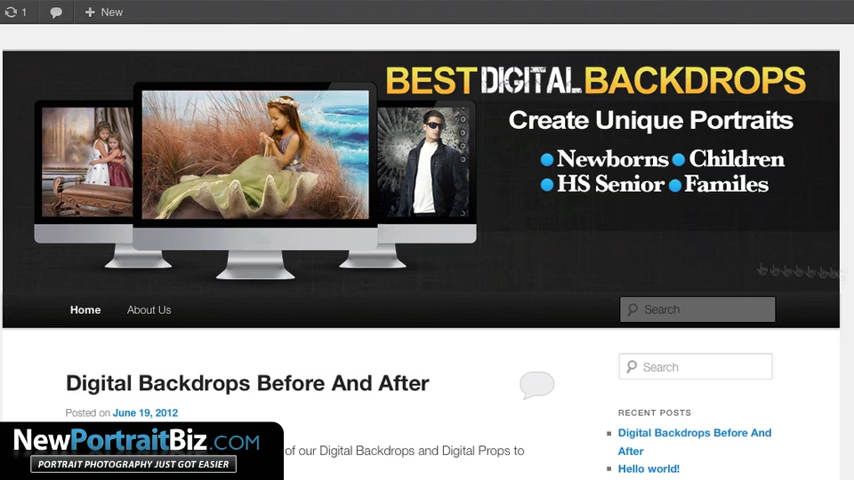 1 New
BEST DIGITAL BACKDROPS
Create Unique Portraits
Newborns Children
HS Senior Familes
Home About Us Search
Digital Backdrops Before And After
Search
Posted on June 19, 2012
RECENT POSTS
Digital Backdrops Before And
After
Hello world!
of our Digital Backdrops and Digital Props to
NewPortraitBiz.COM
PORTRAIT PHOTOGRAPHY JUST GOT EASIER